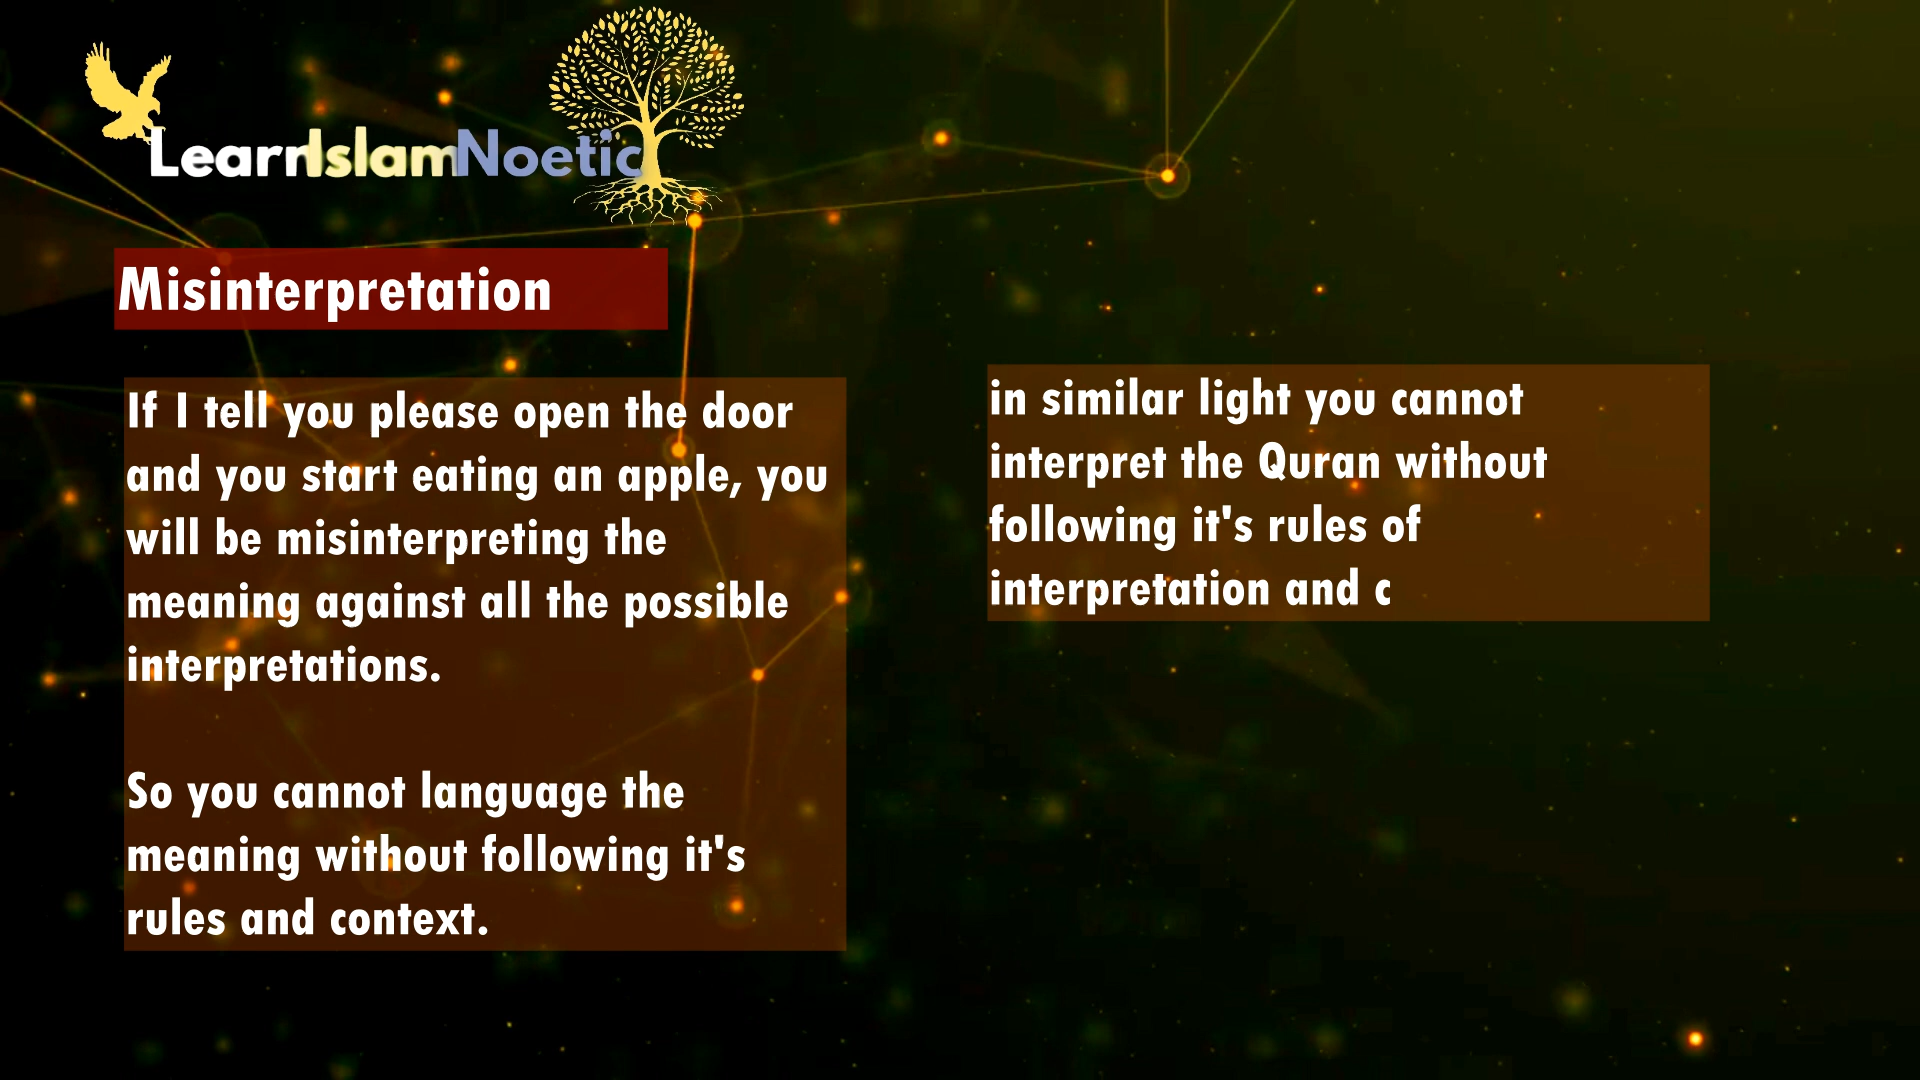 LearnIslamNoetic
Misinterpretation
If I tell you please open the door
and you start eating an apple, you
will be misinterpreting the
meaning against all the possible
interpretations.
So you cannot language the
meaning without following it's
rules and context.
in similar light you cannot
interpret the Quran without
following it's rules of
interpretation and c